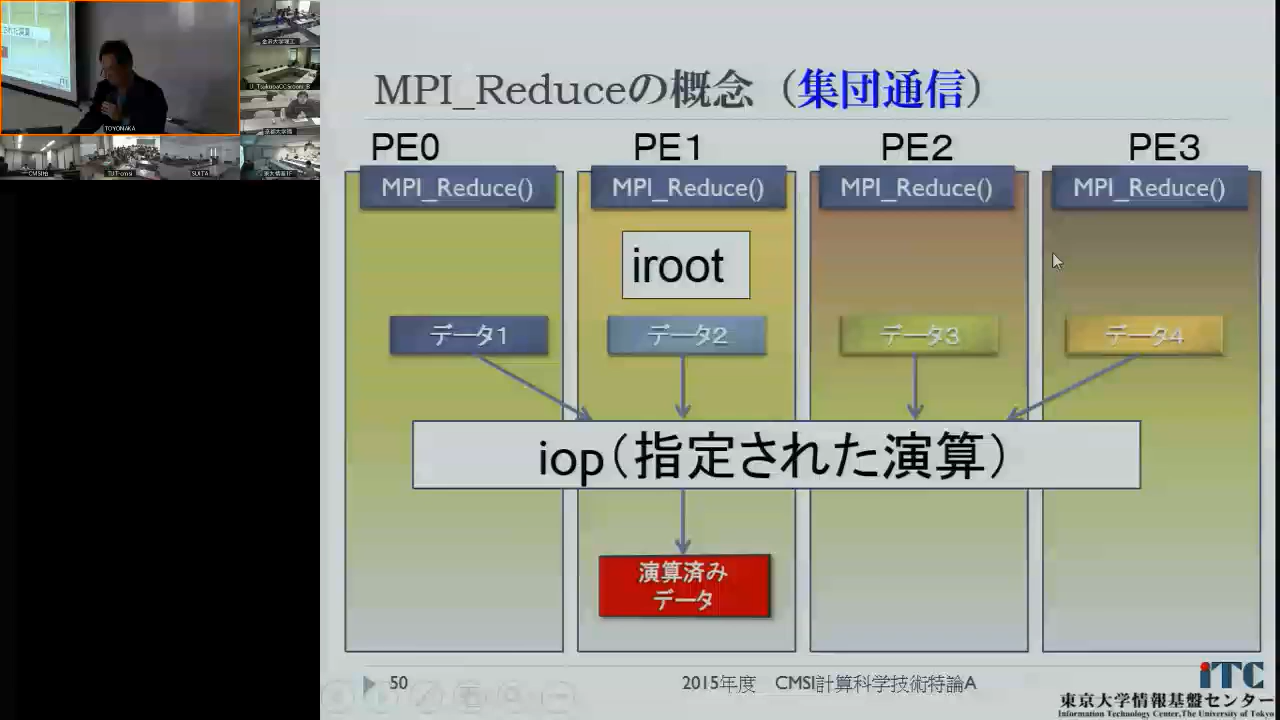 MPI_Reduceの概念（集団通信）
PE0
PE1
PE2
PE3
MPI_Reduce()
MPI_Reduce()
MPI_Reduce()
MPI_Reduce()
iroot
データ1
データ2
データ3
データ4
iop（指定された演算）
演算済み
データ
50
2015年度 CMSI計算科学技術特論A
iTC
東京大学情報基盤センター
Information Technology Center,The University of Tokyo
TOYONAKA
SUITA